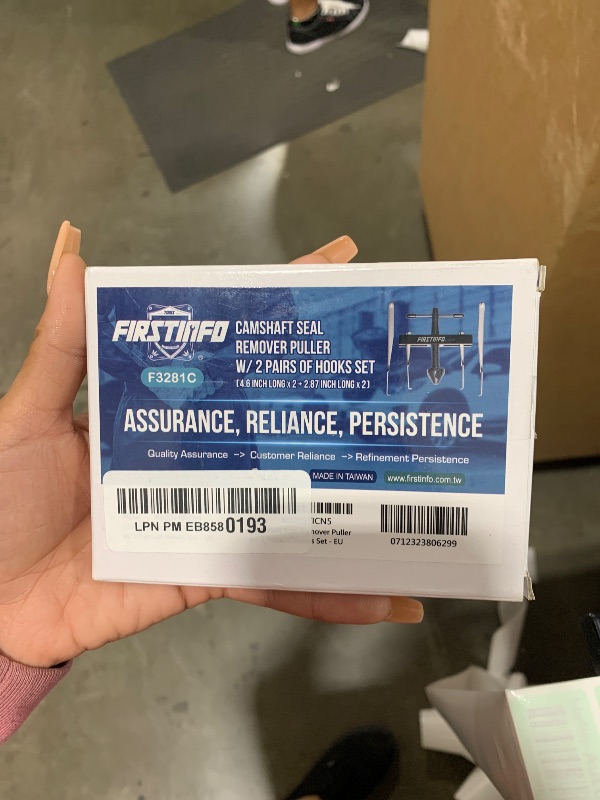 TOOLS
FIRSTINFO
®
F3281C
CAMSHAFT SEAL
REMOVER PULLER
W/ 2 PAIRS OF HOOKS SET
(4.6 INCH LONG x 2 + 2.87 INCH LONG x 2)
FIRSTINFO
ASSURANCE, RELIANCE, PERSISTENCE
Quality Assurance -> Customer Reliance -> Refinement Persistence
MADE IN TAIWAN
www.firstinfo.com.tw
LPN PM EB858 0193
ICN5
Puller
Set - EU
0712323806299